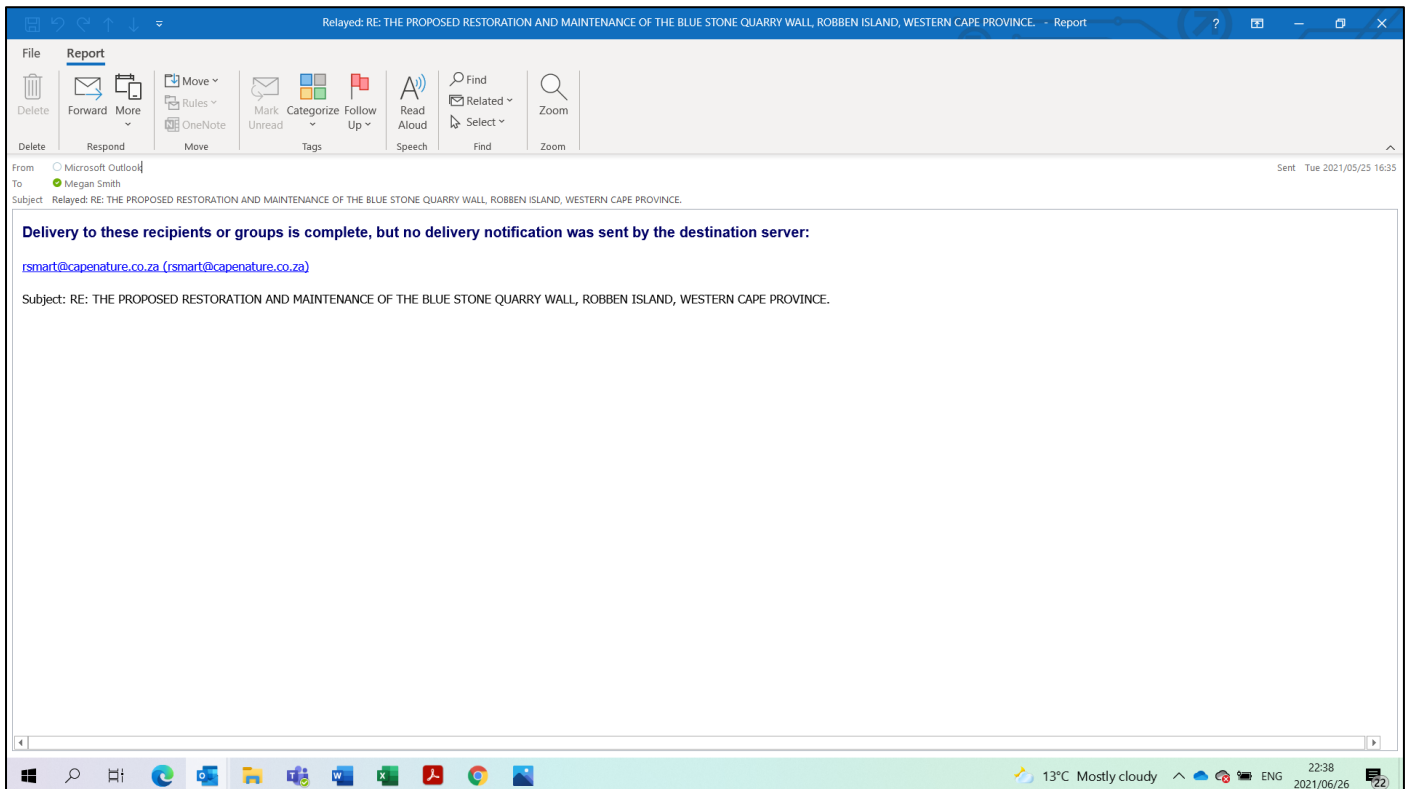 Relayed: RE: THE PROPOSED RESTORATION AND MAINTENANCE OF THE BLUE STONE QUARRY WALL, ROBBEN ISLAND, WESTERN CAPE PROVINCE. - Report ?
File Report
Delete Forward More Move Rules OneNote Mark Unread Categorize Follow Up Read Aloud Find Related Select Zoom
Delete Respond Move Tags Speech Find Zoom
From Microsoft Outlook Sent Tue 2021/05/25 16:35
To Megan Smith
Subject Relayed: RE: THE PROPOSED RESTORATION AND MAINTENANCE OF THE BLUE STONE QUARRY WALL, ROBBEN ISLAND, WESTERN CAPE PROVINCE.
Delivery to these recipients or groups is complete, but no delivery notification was sent by the destination server:
rsmart@capenature.co.za (rsmart@capenature.co.za)
Subject: RE: THE PROPOSED RESTORATION AND MAINTENANCE OF THE BLUE STONE QUARRY WALL, ROBBEN ISLAND, WESTERN CAPE PROVINCE.
13°C Mostly cloudy ENG 22:38
2021/06/26 22